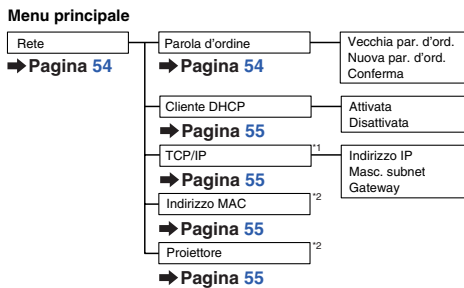 Menu principale
Rete
➡Pagina 54
Parola d'ordine
➡Pagina 54
Vecchia par. d'ord.
Nuova par. d'ord.
Conferma
Cliente DHCP
➡Pagina 55
Attivata
Disattivata
TCP/IP *1
➡Pagina 55
Indirizzo IP
Masc. subnet
Gateway
Indirizzo MAC *2
➡Pagina 55
Proiettore *2
➡Pagina 55